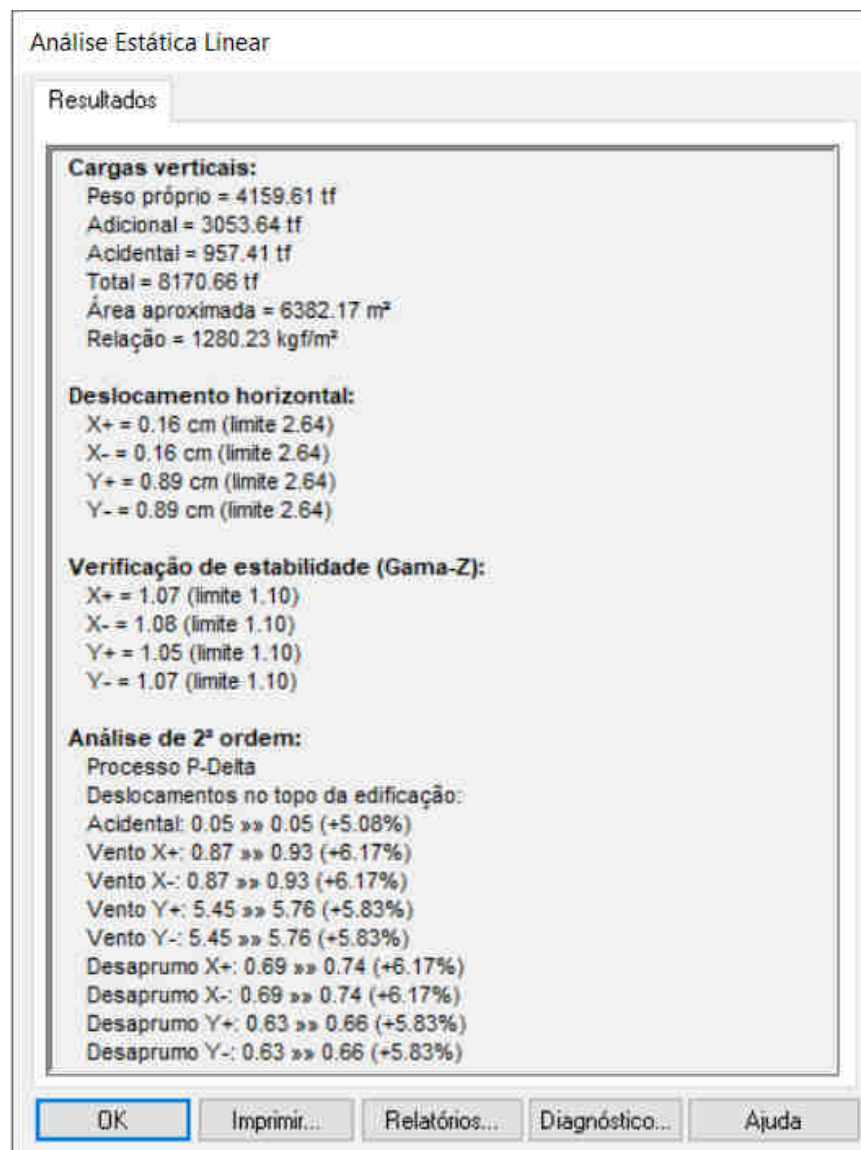 Análise Estática Linear
Resultados
Cargas verticais:
Peso próprio = 4159.61 tf
Adicional = 3053.64 tf
Acidental = 957.41 tf
Total = 8170.66 tf
Área aproximada = 6382.17 m²
Relação = 1280.23 kgf/m²
Deslocamento horizontal:
X+ = 0.16 cm (limite 2.64)
X- = 0.16 cm (limite 2.64)
Y+ = 0.89 cm (limite 2.64)
Y- = 0.89 cm (limite 2.64)
Verificação de estabilidade (Gama-Z):
X+ = 1.07 (limite 1.10)
X- = 1.08 (limite 1.10)
Y+ = 1.05 (limite 1.10)
Y- = 1.07 (limite 1.10)
Análise de 2ª ordem:
Processo P-Delta
Deslocamentos no topo da edificação:
Acidental: 0.05 »» 0.05 (+5.08%)
Vento X+: 0.87 »» 0.93 (+6.17%)
Vento X-: 0.87 »» 0.93 (+6.17%)
Vento Y+: 5.45 »» 5.76 (+5.83%)
Vento Y-: 5.45 »» 5.76 (+5.83%)
Desaprumo X+: 0.69 »» 0.74 (+6.17%)
Desaprumo X-: 0.69 »» 0.74 (+6.17%)
Desaprumo Y+: 0.63 »» 0.66 (+5.83%)
Desaprumo Y-: 0.63 »» 0.66 (+5.83%)
OK Imprimir... Relatórios... Diagnóstico... Ajuda